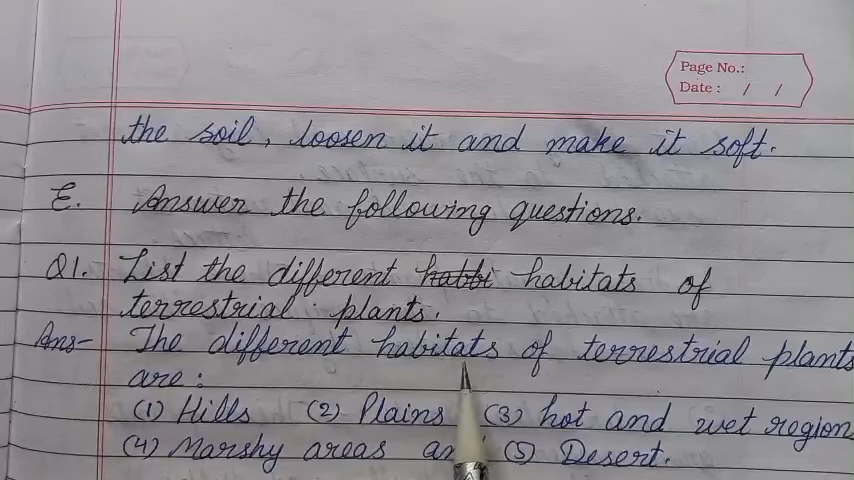 Page No.:
Date : / /
the soil, loosen it and make it soft.
E. Answer the following questions.
Q1. List the different habbi habitats of
terrestrial plants.
Ans- The different habitats of terrestrial plants
are:
(1) Hills (2) Plains (3) hot and wet region
(4) Marshy areas an (5) Desert.